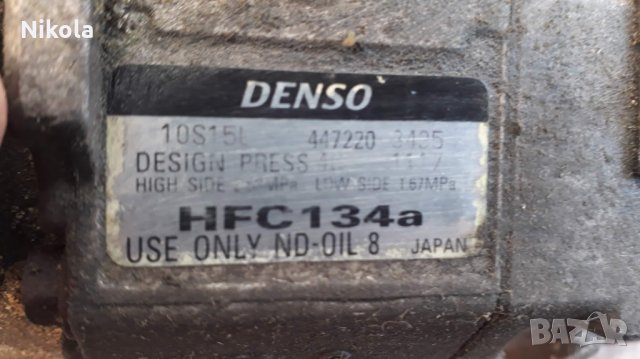 Nikola
DENSO
10S15L 447220
DESIGN PRESS
HIGH SIDE LOW SIDE 1.67MPa
HFC134a
USE ONLY ND-OIL 8 JAPAN
BAZAR